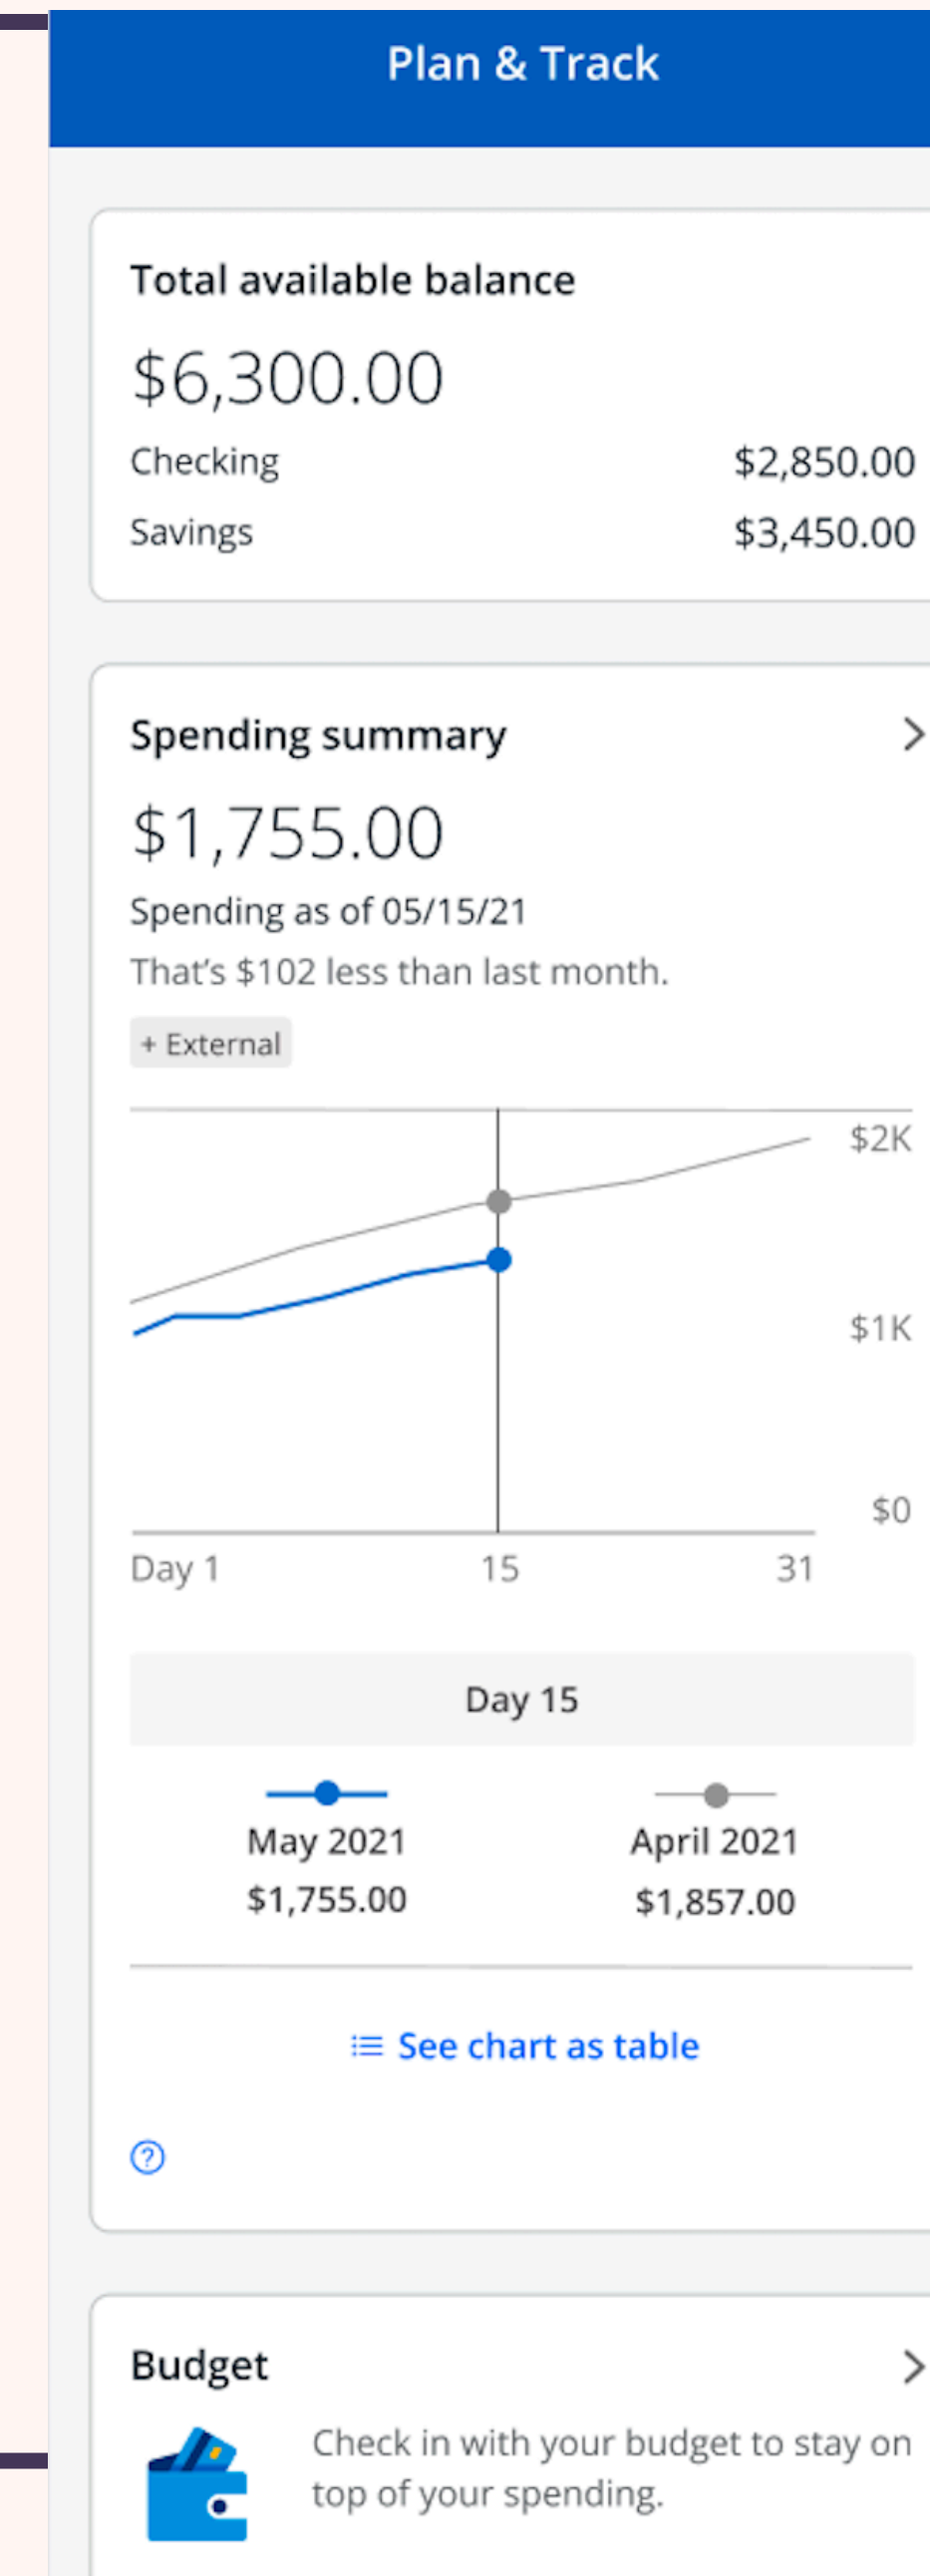 Plan & Track
Total available balance
$6,300.00
Checking $2,850.00
Savings $3,450.00
Spending summary
$1,755.00
Spending as of 05/15/21
That's $102 less than last month.
+ External
$2K
$1K
$0
Day 1 15 31
Day 15
May 2021 April 2021
$1,755.00 $1,857.00
See chart as table
?
Budget
Check in with your budget to stay on
top of your spending.